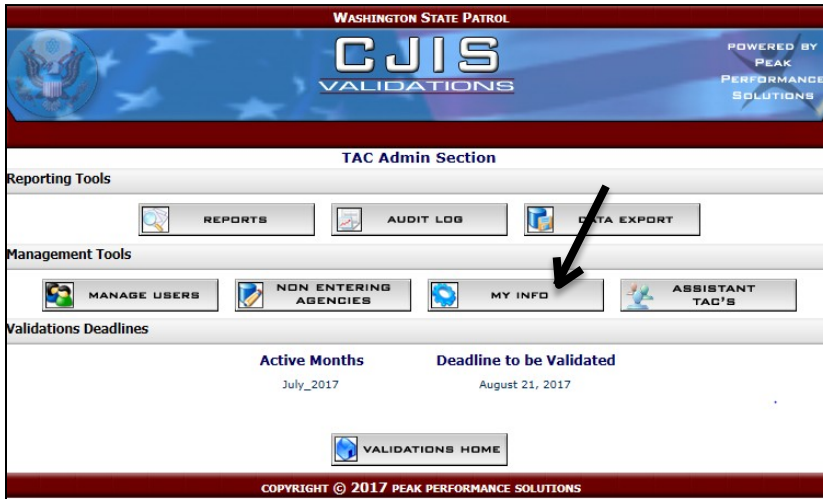 WASHINGTON STATE PATROL
CJIS
VALIDATIONS
POWERED BY
PEAK
PERFORMANCE
SOLUTIONS
TAC Admin Section
Reporting Tools
REPORTS
AUDIT LOG
DATA EXPORT
Management Tools
MANAGE USERS
NON ENTERING
AGENCIES
MY INFO
ASSISTANT
TAC'S
Validations Deadlines
Active Months Deadline to be Validated
July_2017 August 21, 2017
VALIDATIONS HOME
COPYRIGHT © 2017 PEAK PERFORMANCE SOLUTIONS